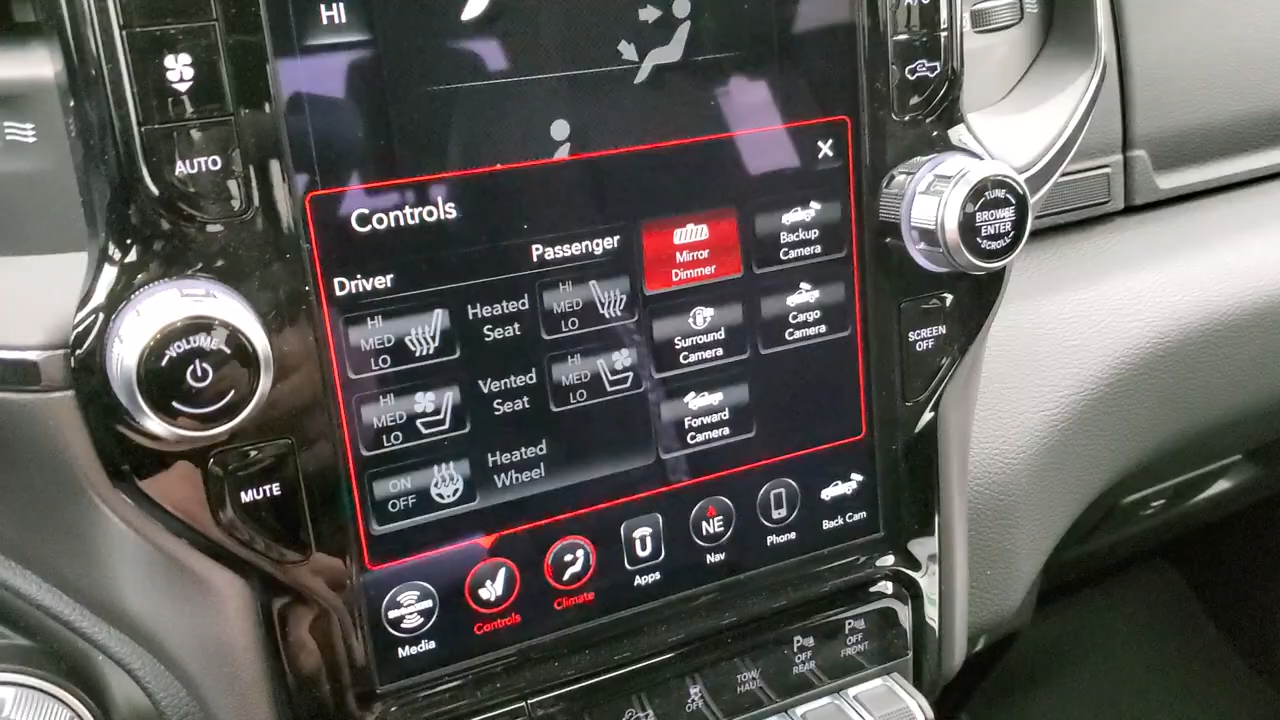 HI
AUTO
VOLUME
MUTE
Controls
Driver
Passenger
HI
MED
LO
Heated
Seat
HI
MED
LO
HI
MED
LO
Vented
Seat
HI
MED
LO
ON
OFF
Heated
Wheel
Mirror
Dimmer
Backup
Camera
Surround
Camera
Cargo
Camera
Forward
Camera
Media
Controls
Climate
U
Apps
NE
Nav
Phone
Back Cam
TUNE
BROWSE
ENTER
SCROLL
SCREEN
OFF
OFF
TOW/
HAUL
P
OFF
REAR
P
OFF
FRONT